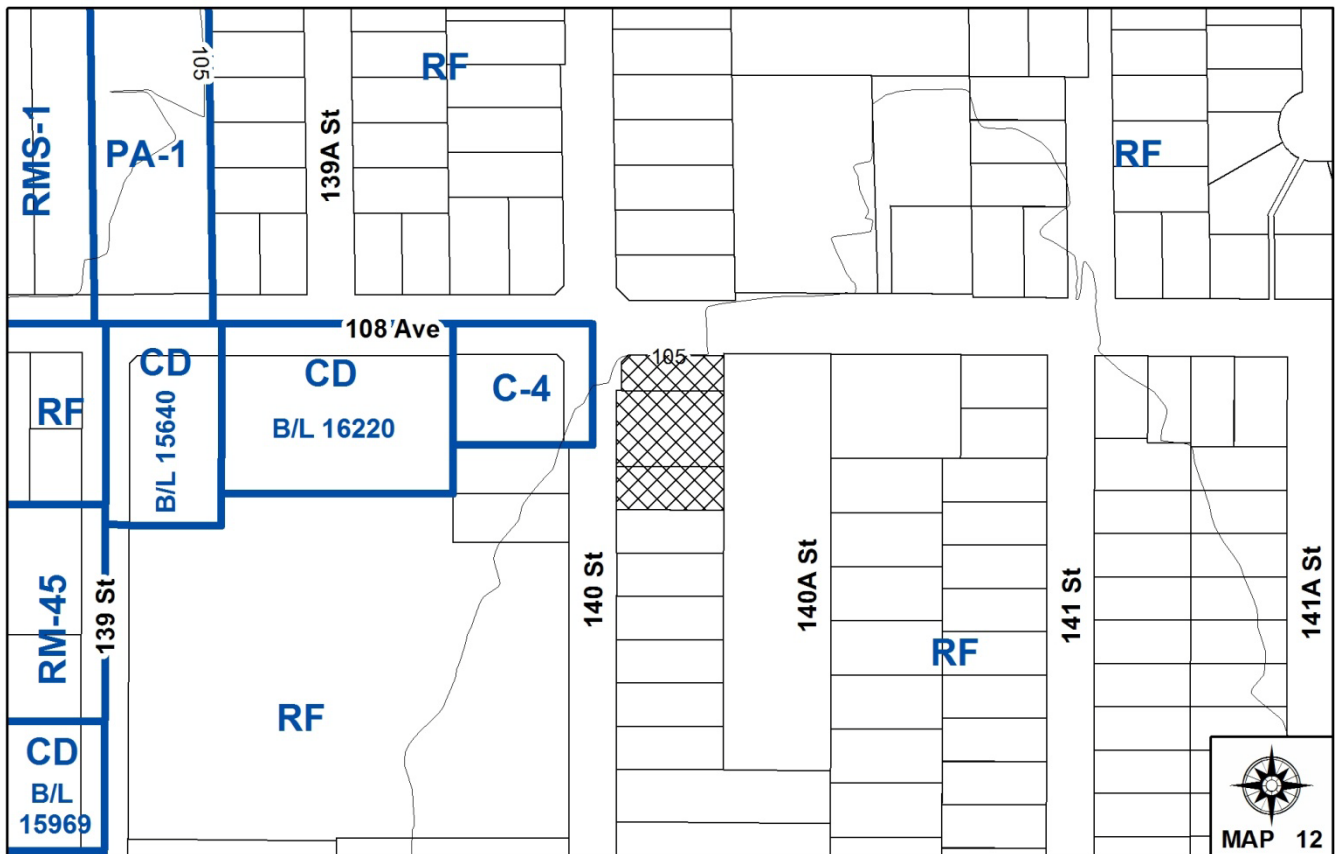 105
RF
139A St
RMS-1
PA-1
RF
108 Ave
CD
B/L 15640
CD
B/L 16220
C-4
105
RF
RM-45
139 St
140 St
140A St
141 St
141A St
RF
RF
CD
B/L
15969
MAP 12